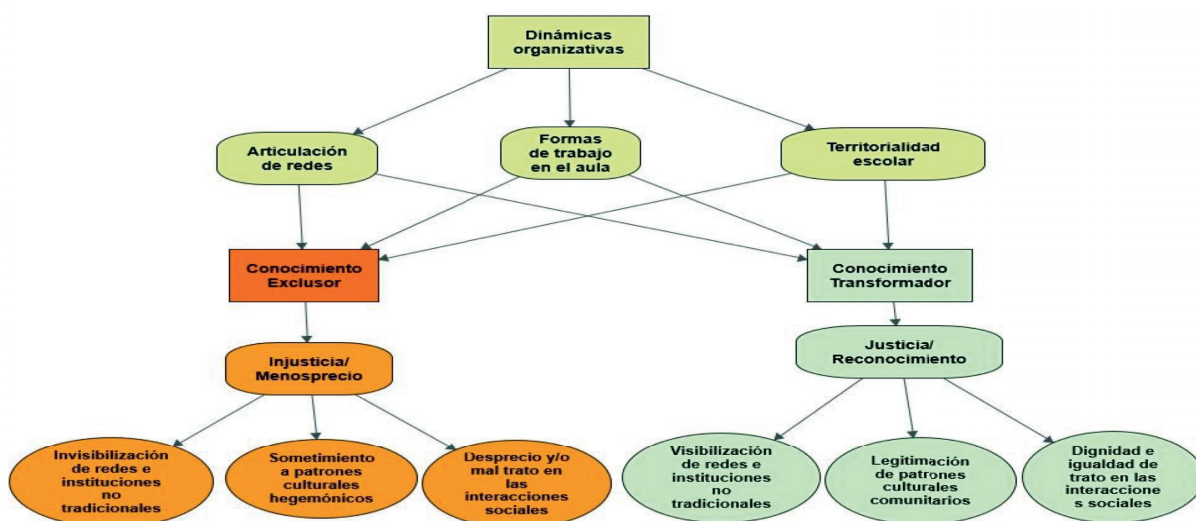 Dinámicas
organizativas
Articulación
de redes
Formas
de trabajo
en el aula
Territorialidad
escolar
Conocimiento
Exclusor
Conocimiento
Transformador
Injusticia/
Menosprecio
Justicia/
Reconocimiento
Invisibilización
de redes e
instituciones
no
tradicionales
Sometimiento
a patrones
culturales
hegemónicos
Desprecio y/o
mal trato en
las
interacciones
sociales
Visibilización
de redes e
instituciones
no
tradicionales
Legitimación
de patrones
culturales
comunitarios
Dignidad e
igualdad de
trato en las
interaccione
s sociales